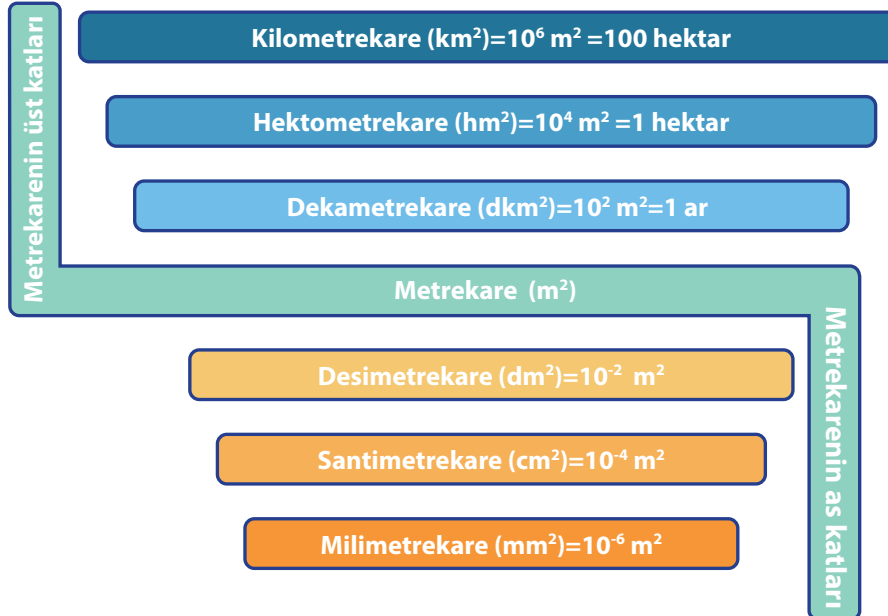 Metrekarenin üst katları
Kilometrekare (km²)=10⁶ m² =100 hektar
Hektometrekare (hm²)=10⁴ m² =1 hektar
Dekametrekare (dkm²)=10² m²=1 ar
Metrekare (m²)
Desimetrekare (dm²)=10⁻² m²
Santimetrekare (cm²)=10⁻⁴ m²
Milimetrekare (mm²)=10⁻⁶ m²
Metrekarenin as katları